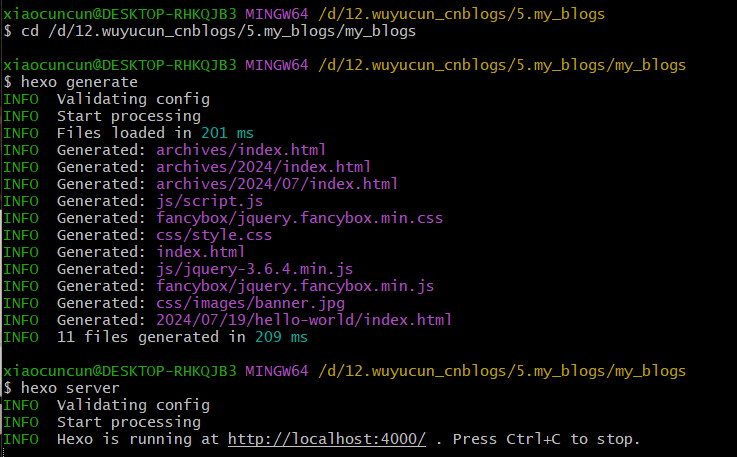 xiaocuncun@DESKTOP-RHKQJB3 MINGW64 /d/12.wuyucun_cnblogs/5.my_blogs
$ cd /d/12.wuyucun_cnblogs/5.my_blogs/my_blogs
xiaocuncun@DESKTOP-RHKQJB3 MINGW64 /d/12.wuyucun_cnblogs/5.my_blogs/my_blogs
$ hexo generate
INFO  Validating config
INFO  Start processing
INFO  Files loaded in 201 ms
INFO  Generated: archives/index.html
INFO  Generated: archives/2024/index.html
INFO  Generated: archives/2024/07/index.html
INFO  Generated: js/script.js
INFO  Generated: fancybox/jquery.fancybox.min.css
INFO  Generated: css/style.css
INFO  Generated: index.html
INFO  Generated: js/jquery-3.6.4.min.js
INFO  Generated: fancybox/jquery.fancybox.min.js
INFO  Generated: css/images/banner.jpg
INFO  Generated: 2024/07/19/hello-world/index.html
INFO  11 files generated in 209 ms
xiaocuncun@DESKTOP-RHKQJB3 MINGW64 /d/12.wuyucun_cnblogs/5.my_blogs/my_blogs
$ hexo server
INFO  Validating config
INFO  Start processing
INFO  Hexo is running at http://localhost:4000/ . Press Ctrl+C to stop.